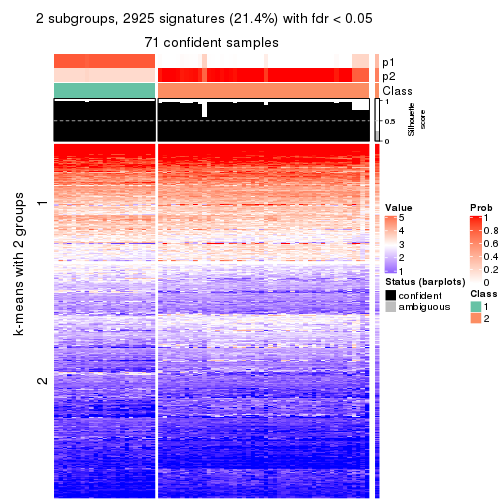 2 subgroups, 2925 signatures (21.4%) with fdr < 0.05
71 confident samples
p1
p2
Class
1
0.5
0
Silhouette
score
k-means with 2 groups
1
2
Value
5
4
3
2
1
Status (barplots)
confident
ambiguous
Prob
1
0.8
0.6
0.4
0.2
0
Class
1
2